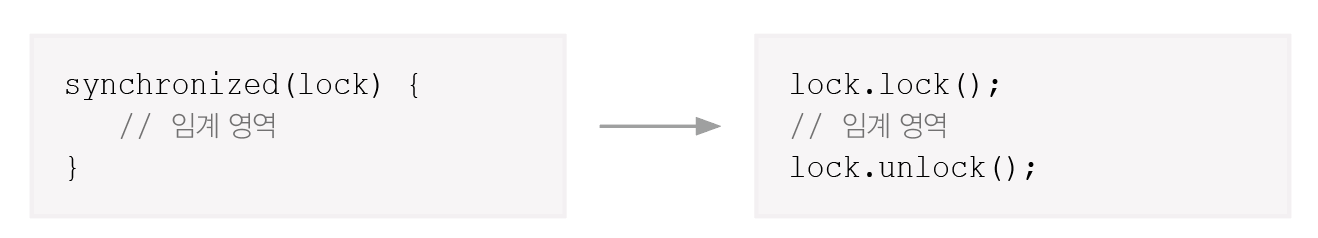 synchronized(lock) {
// 임계 영역
}
lock.lock();
// 임계 영역
lock.unlock();